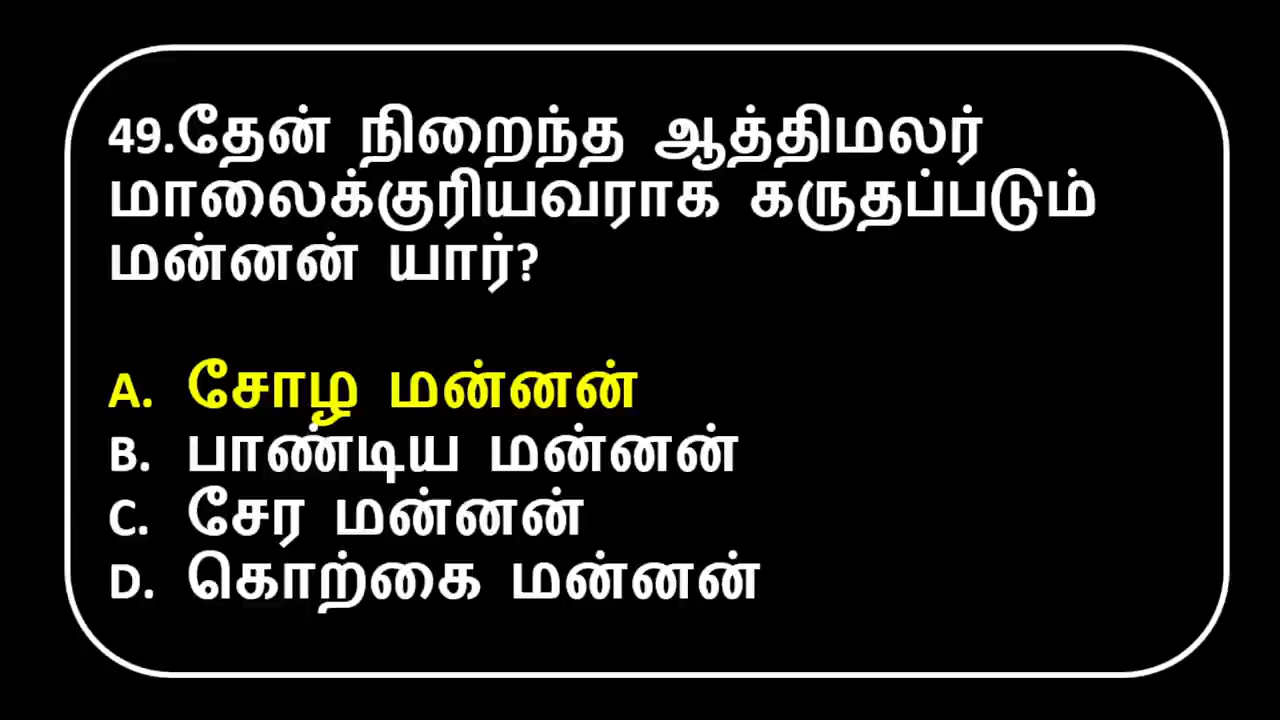 49.தேன் நிறைந்த ஆத்திமலர்
மாலைக்குரியவராக கருதப்படும்
மன்னன் யார்?
A. சோழ மன்னன்
B. பாண்டிய மன்னன்
C. சேர மன்னன்
D. கொற்கை மன்னன்